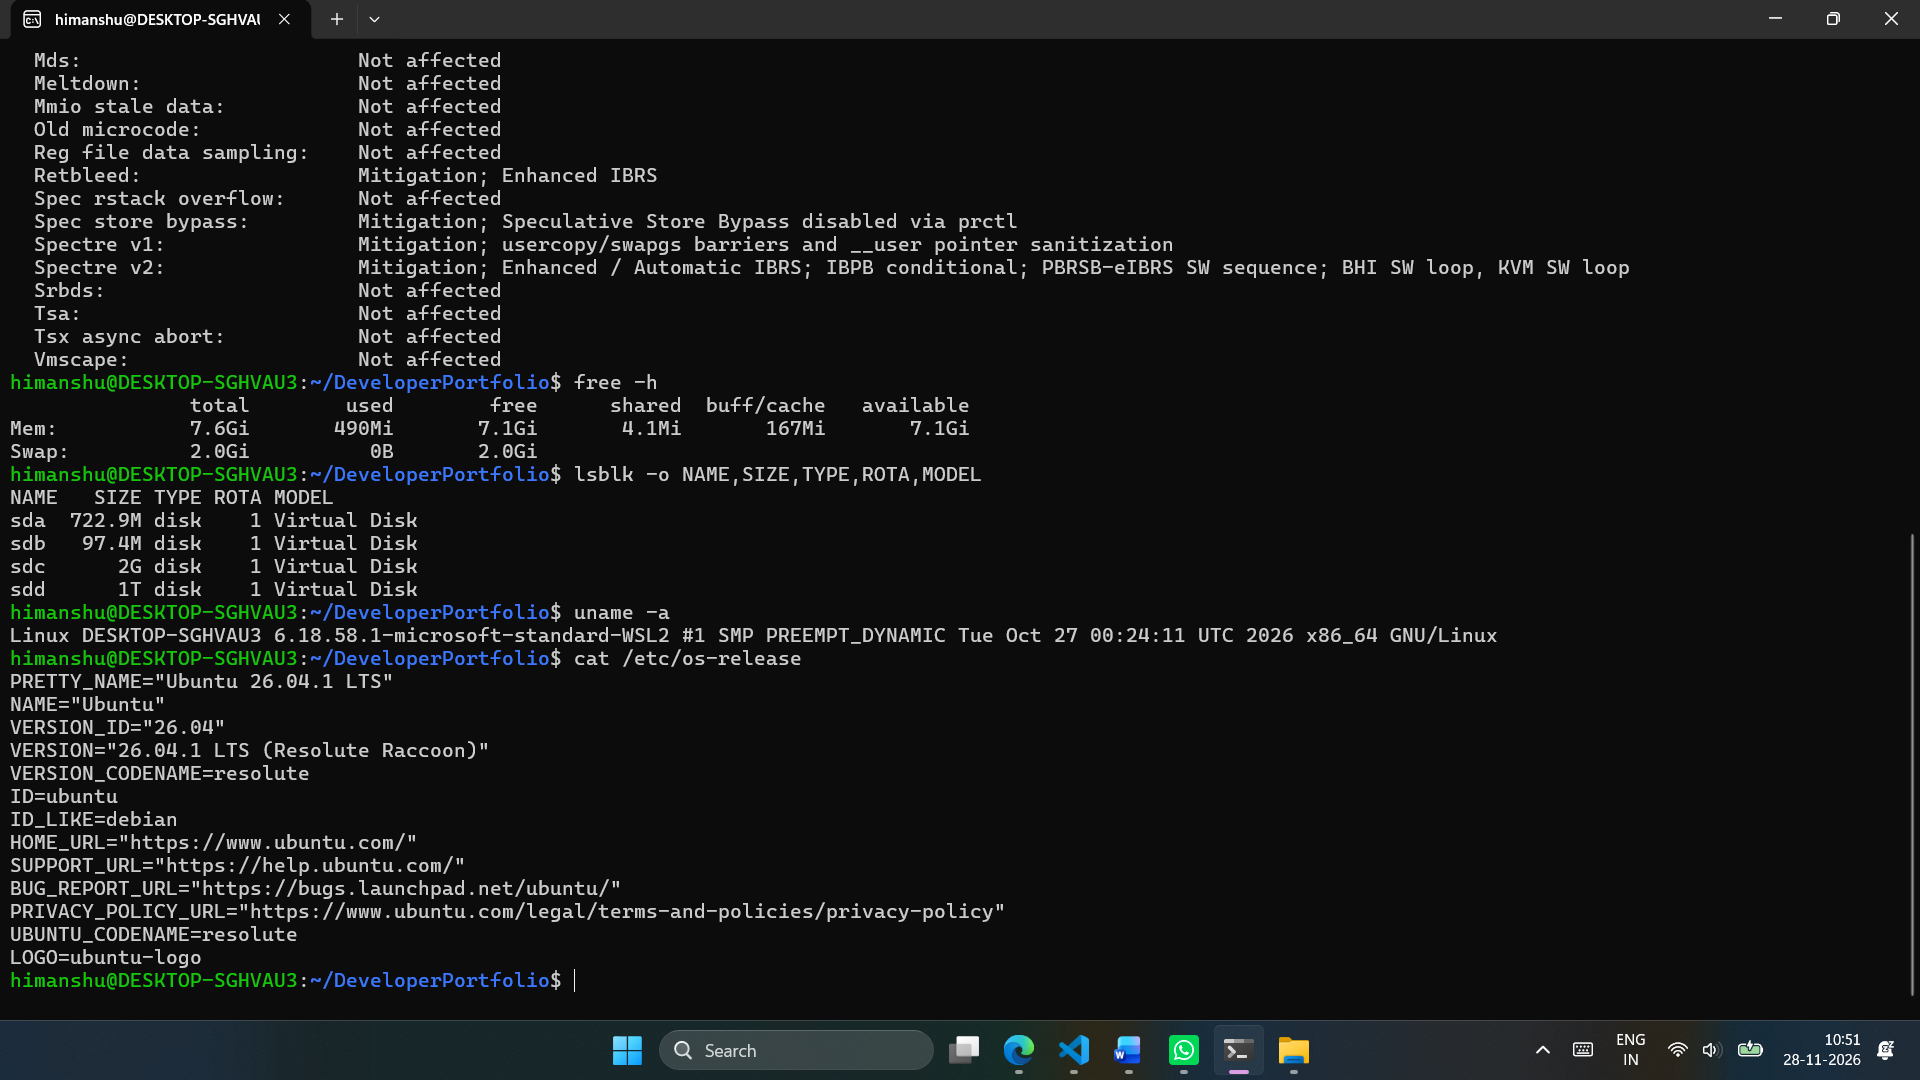 himanshu@DESKTOP-SGHVAU
Mds: Not affected
Meltdown: Not affected
Mmio stale data: Not affected
Old microcode: Not affected
Reg file data sampling: Not affected
Retbleed: Mitigation; Enhanced IBRS
Spec rstack overflow: Not affected
Spec store bypass: Mitigation; Speculative Store Bypass disabled via prctl
Spectre v1: Mitigation; usercopy/swapgs barriers and __user pointer sanitization
Spectre v2: Mitigation; Enhanced / Automatic IBRS; IBPB conditional; PBRSB-eIBRS SW sequence; BHI SW loop, KVM SW loop
Srbds: Not affected
Tsa: Not affected
Tsx async abort: Not affected
Vmscape: Not affected
himanshu@DESKTOP-SGHVAU3:~/DeveloperPortfolio$ free -h
total used free shared buff/cache available
Mem: 7.6Gi 490Mi 7.1Gi 4.1Mi 167Mi 7.1Gi
Swap: 2.0Gi 0B 2.0Gi
himanshu@DESKTOP-SGHVAU3:~/DeveloperPortfolio$ lsblk -o NAME,SIZE,TYPE,ROTA,MODEL
NAME SIZE TYPE ROTA MODEL
sda 722.9M disk 1 Virtual Disk
sdb 97.4M disk 1 Virtual Disk
sdc 2G disk 1 Virtual Disk
sdd 1T disk 1 Virtual Disk
himanshu@DESKTOP-SGHVAU3:~/DeveloperPortfolio$ uname -a
Linux DESKTOP-SGHVAU3 6.18.58.1-microsoft-standard-WSL2 #1 SMP PREEMPT_DYNAMIC Tue Oct 27 00:24:11 UTC 2026 x86_64 GNU/Linux
himanshu@DESKTOP-SGHVAU3:~/DeveloperPortfolio$ cat /etc/os-release
PRETTY_NAME="Ubuntu 26.04.1 LTS"
NAME="Ubuntu"
VERSION_ID="26.04"
VERSION="26.04.1 LTS (Resolute Raccoon)"
VERSION_CODENAME=resolute
ID=ubuntu
ID_LIKE=debian
HOME_URL="https://www.ubuntu.com/"
SUPPORT_URL="https://help.ubuntu.com/"
BUG_REPORT_URL="https://bugs.launchpad.net/ubuntu/"
PRIVACY_POLICY_URL="https://www.ubuntu.com/legal/terms-and-policies/privacy-policy"
UBUNTU_CODENAME=resolute
LOGO=ubuntu-logo
himanshu@DESKTOP-SGHVAU3:~/DeveloperPortfolio$
Search
ENG
IN
10:51
28-11-2026